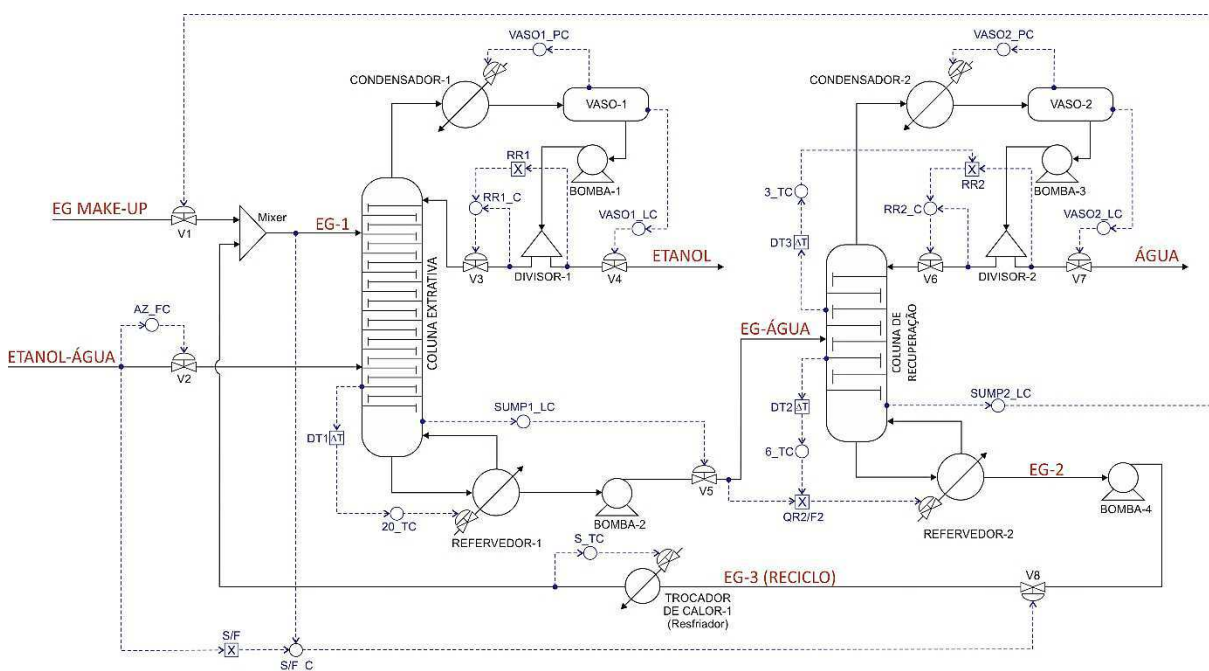 VASO1_PC
VASO2_PC
CONDENSADOR-1
CONDENSADOR-2
VASO-1
VASO-2
RR1
X
BOMBA-1
X
RR2
BOMBA-3
3_TC
EG MAKE-UP
V1
Mixer
EG-1
RR1_C
VASO1_LC
RR2_C
VASO2_LC
DT3
ΔT
V3
DIVISOR-1
V4
ETANOL
V6
DIVISOR-2
V7
ÁGUA
COLUNA EXTRATIVA
AZ_FC
EG-ÁGUA
COLUNA DE
RECUPERAÇÃO
ETANOL-ÁGUA
V2
SUMP1_LC
DT2
ΔT
SUMP2_LC
DT1
ΔT
6_TC
EG-2
V5
X
QR2/F2
20_TC
REFERVEDOR-1
BOMBA-2
REFERVEDOR-2
BOMBA-4
S_TC
EG-3 (RECICLO)
V8
TROCADOR
DE CALOR-1
(Resfriador)
S/F
X
S/F_C